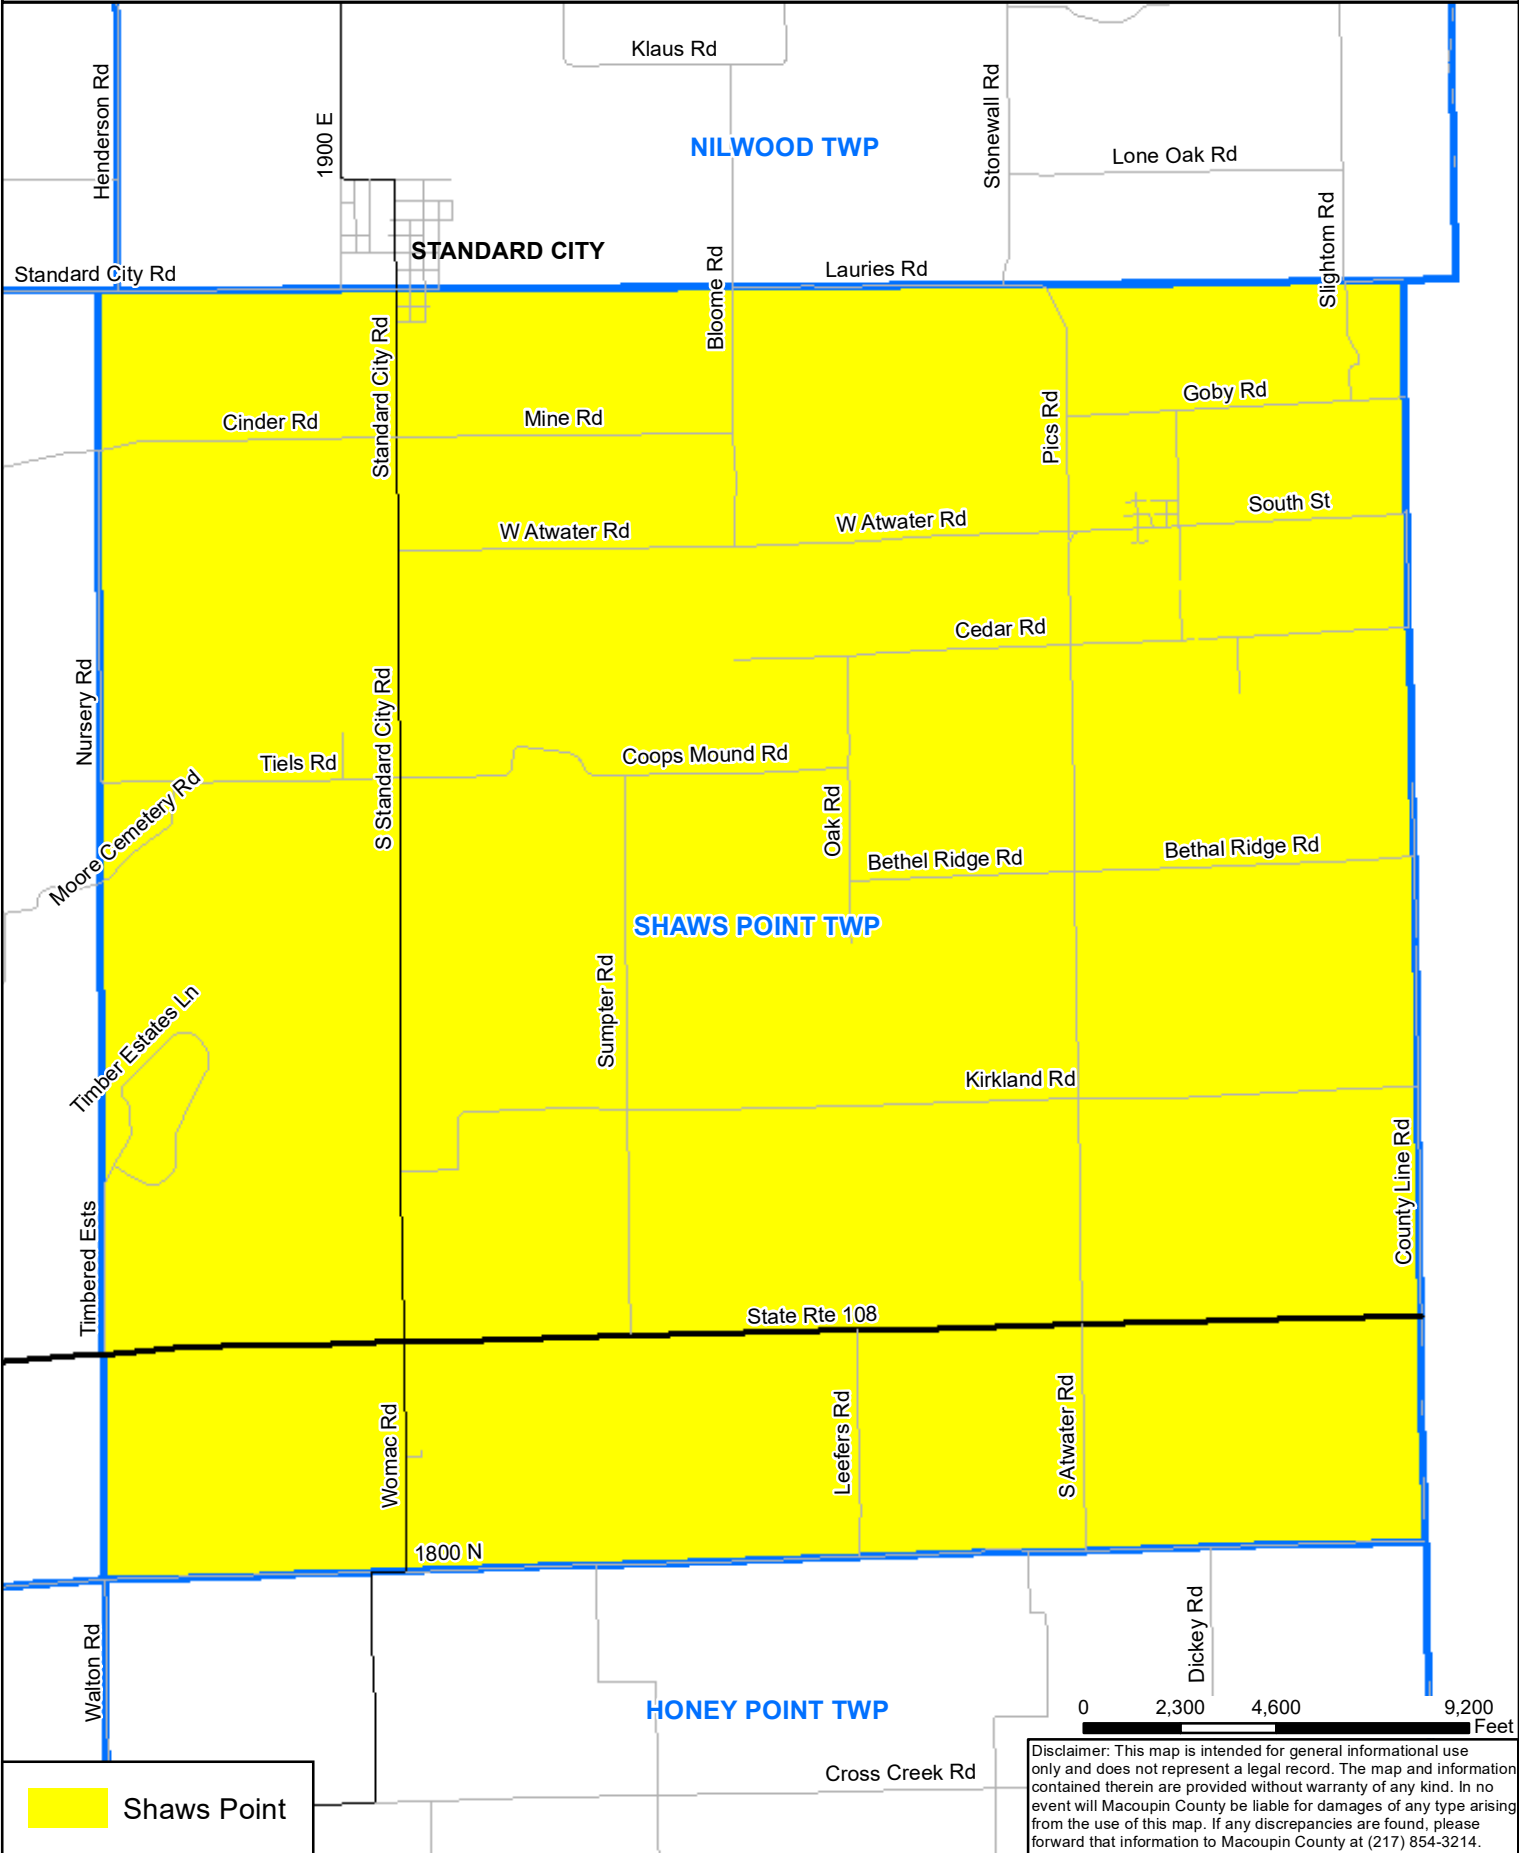 Klaus Rd
Henderson Rd
1900 E
Stonewall Rd
NILWOOD TWP
Lone Oak Rd
Slightom Rd
STANDARD CITY
Standard City Rd
Lauries Rd
Bloome Rd
Standard City Rd
Cinder Rd
Mine Rd
Pics Rd
Goby Rd
W Atwater Rd
W Atwater Rd
South St
Cedar Rd
Nursery Rd
S Standard City Rd
Tiels Rd
Coops Mound Rd
Moore Cemetery Rd
Oak Rd
Bethel Ridge Rd
Bethal Ridge Rd
SHAWS POINT TWP
Sumpter Rd
Timber Estates Ln
Kirkland Rd
County Line Rd
Timbered Ests
State Rte 108
Womac Rd
Leefers Rd
S Atwater Rd
1800 N
Walton Rd
Dickey Rd
HONEY POINT TWP
0 2,300 4,600 9,200
Feet
Cross Creek Rd
Shaws Point
Disclaimer: This map is intended for general informational use
only and does not represent a legal record. The map and information
contained therein are provided without warranty of any kind. In no
event will Macoupin County be liable for damages of any type arising
from the use of this map. If any discrepancies are found, please
forward that information to Macoupin County at (217) 854-3214.